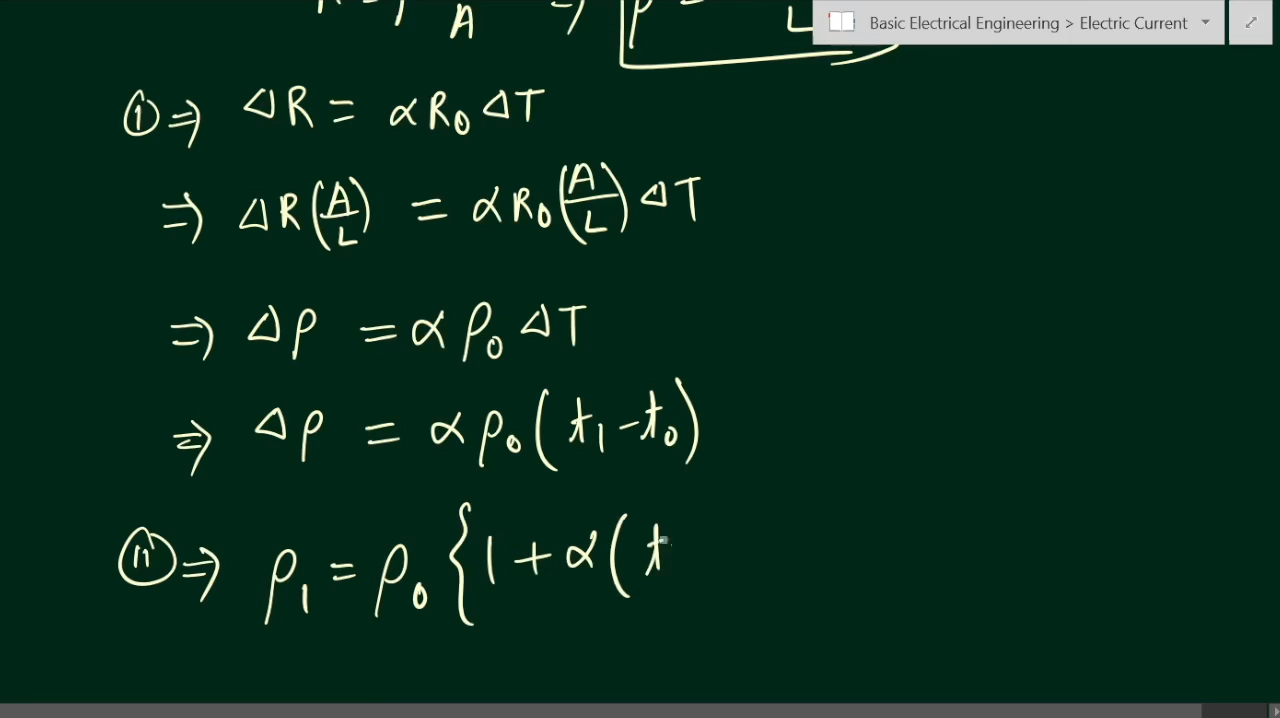 Basic Electrical Engineering > Electric Current
A
① ⇒ ΔR = αR₀ΔT
⇒ ΔR(A/L) = αR₀(A/L)ΔT
⇒ Δρ = αρ₀ΔT
⇒ Δρ = αρ₀(t₁-t₀)
⑪ ⇒ ρ₁ = ρ₀{1+α(t